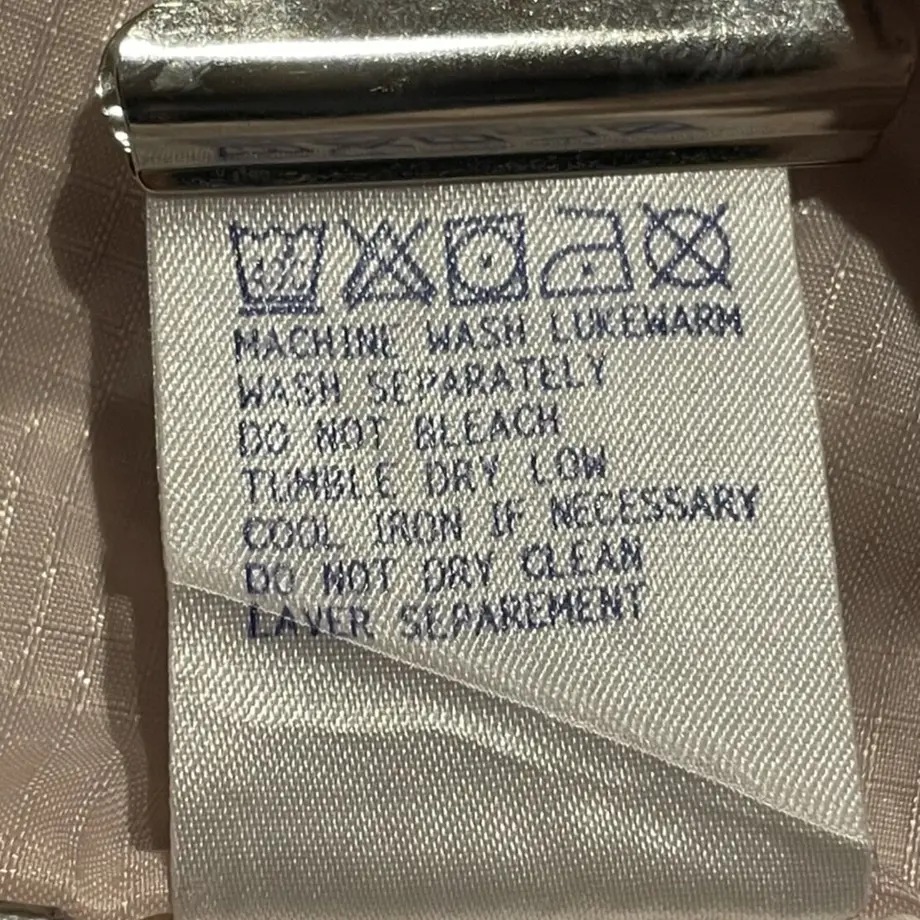 MACHINE WASH LUKEWARM
WASH SEPARATELY
DO NOT BLEACH
TUMBLE DRY LOW
COOL IRON IF NECESSARY
DO NOT DRY CLEAN
LAVER SEPAREMENT